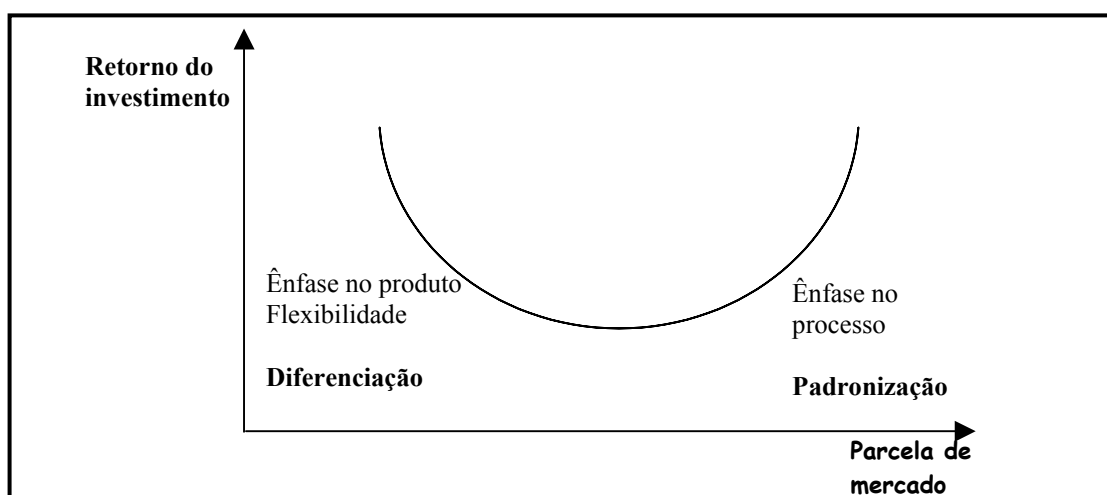 Retorno do
investimento
Ênfase no produto
Flexibilidade
Diferenciação
Ênfase no
processo
Padronização
Parcela de
mercado